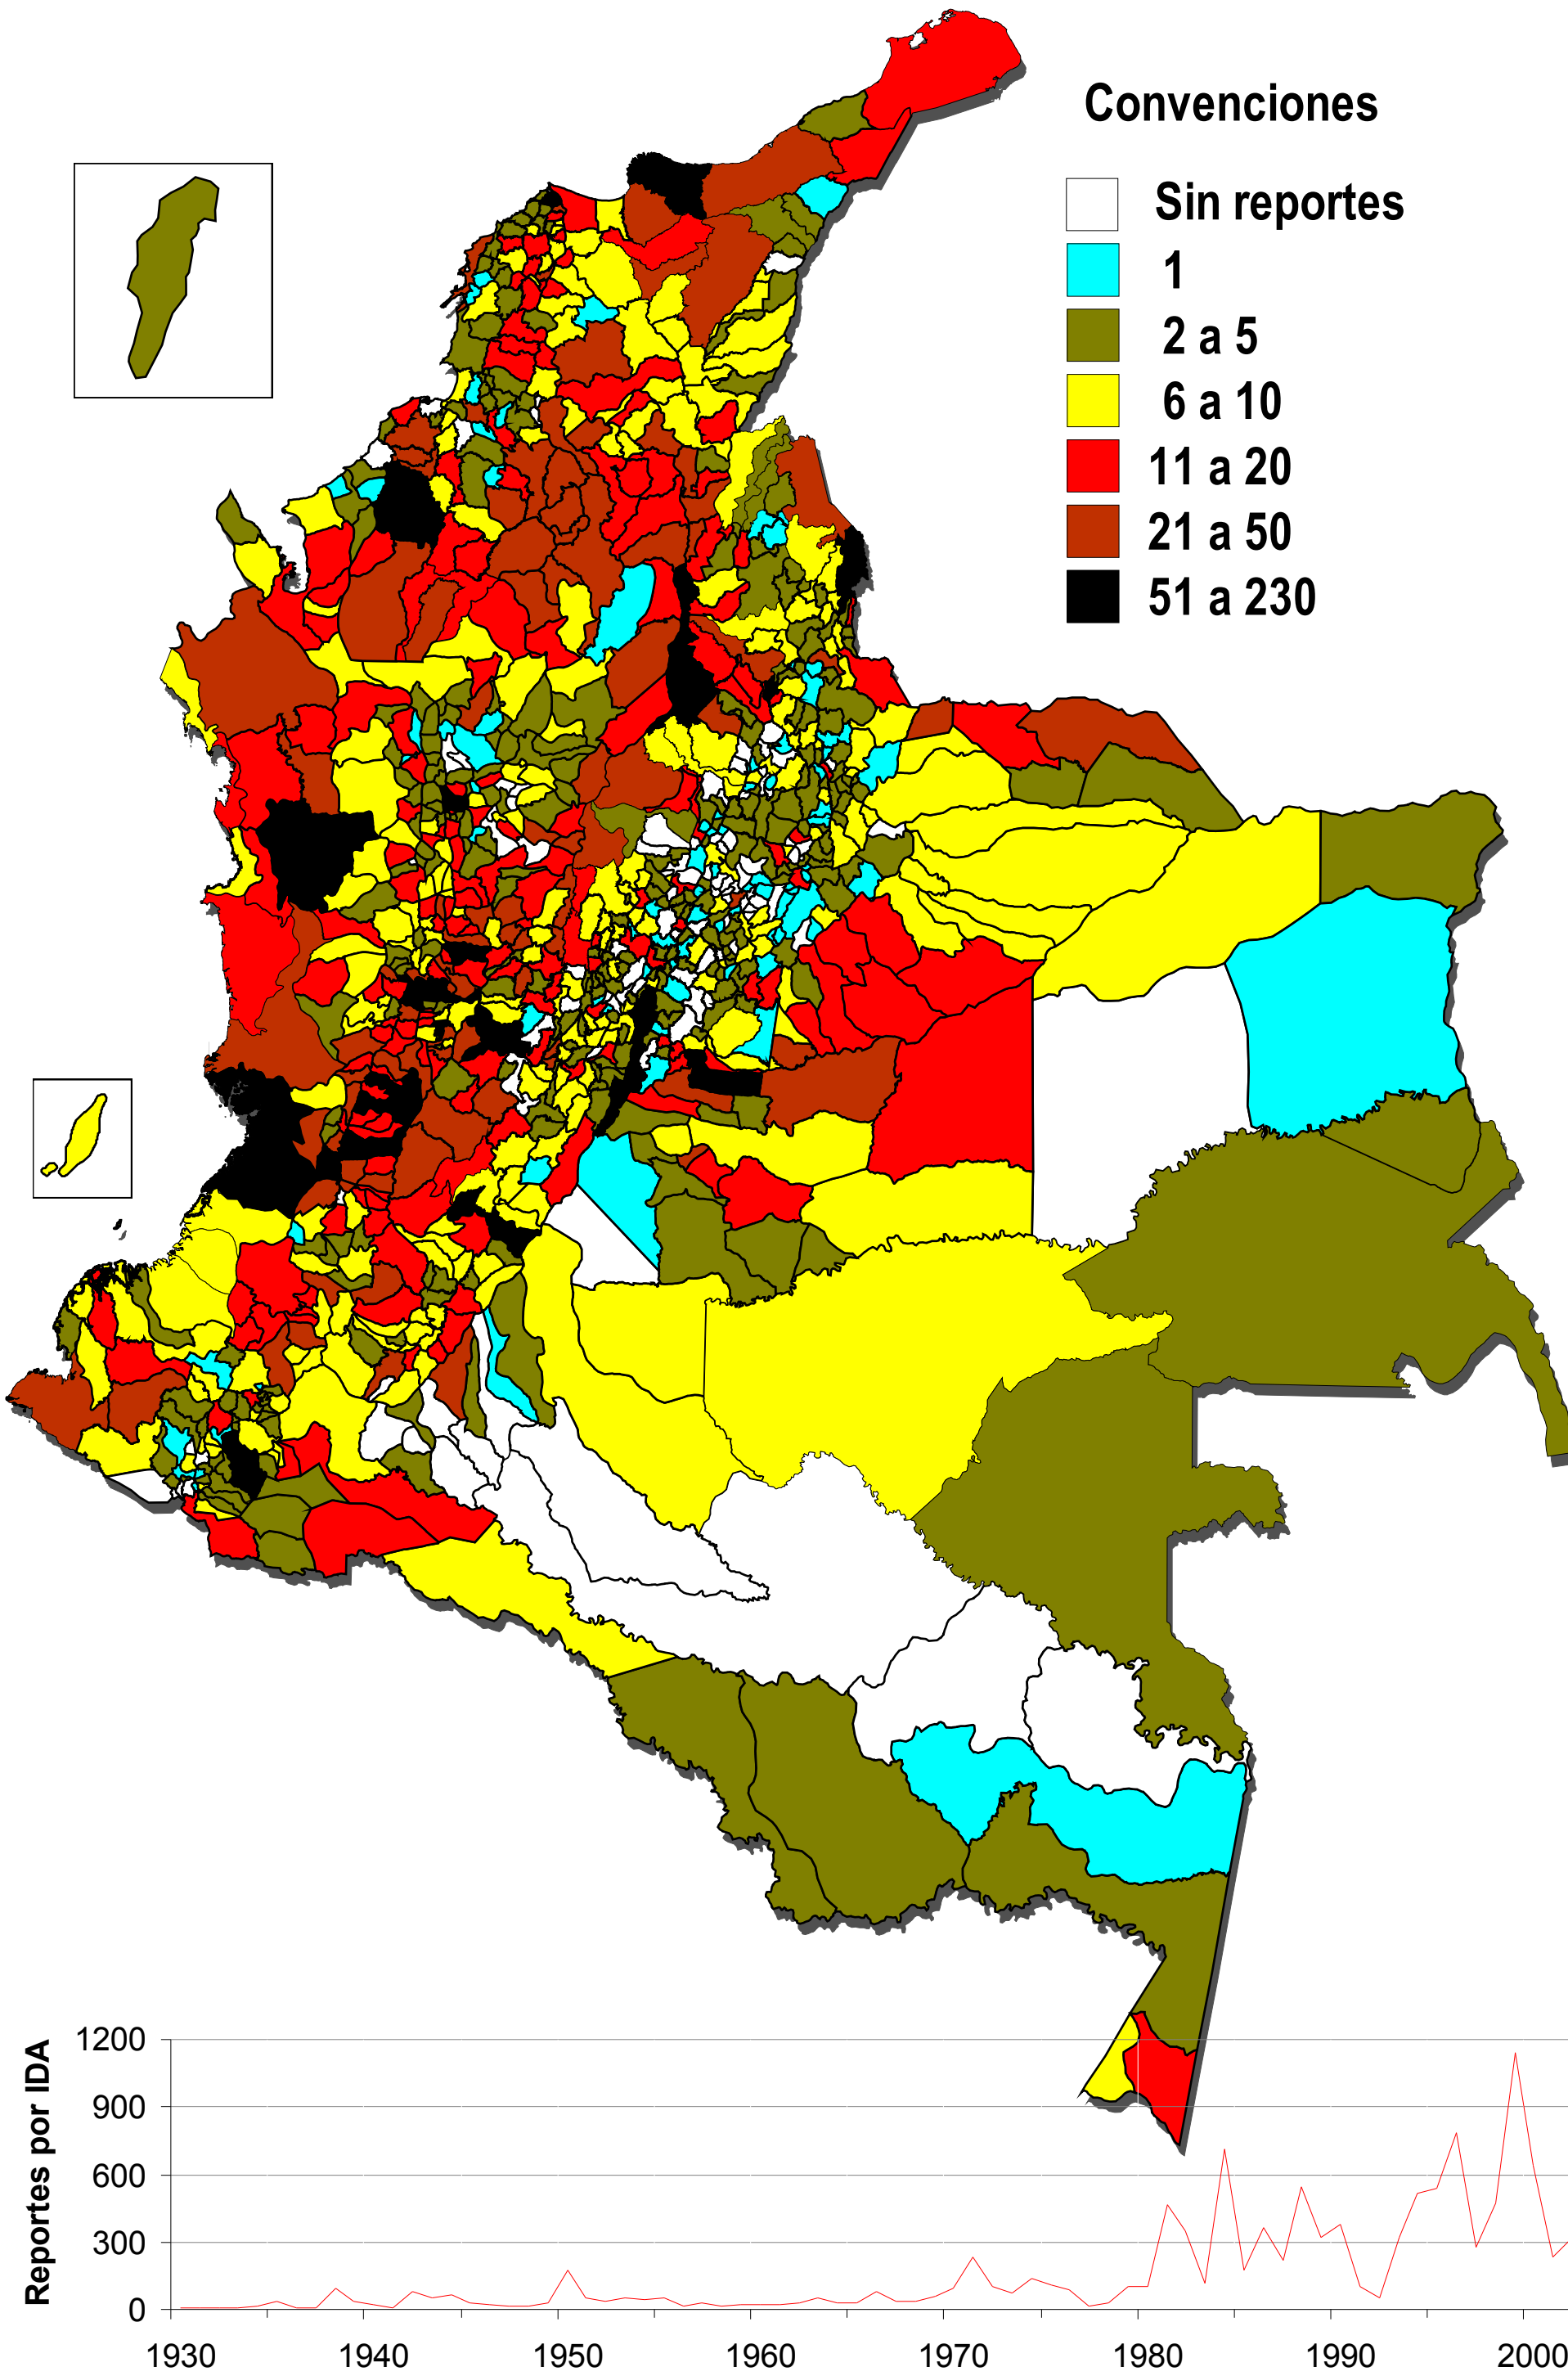 Convenciones
Sin reportes
1
2 a 5
6 a 10
11 a 20
21 a 50
51 a 230
Reportes por IDA
1200
900
600
300
0
1930 1940 1950 1960 1970 1980 1990 2000